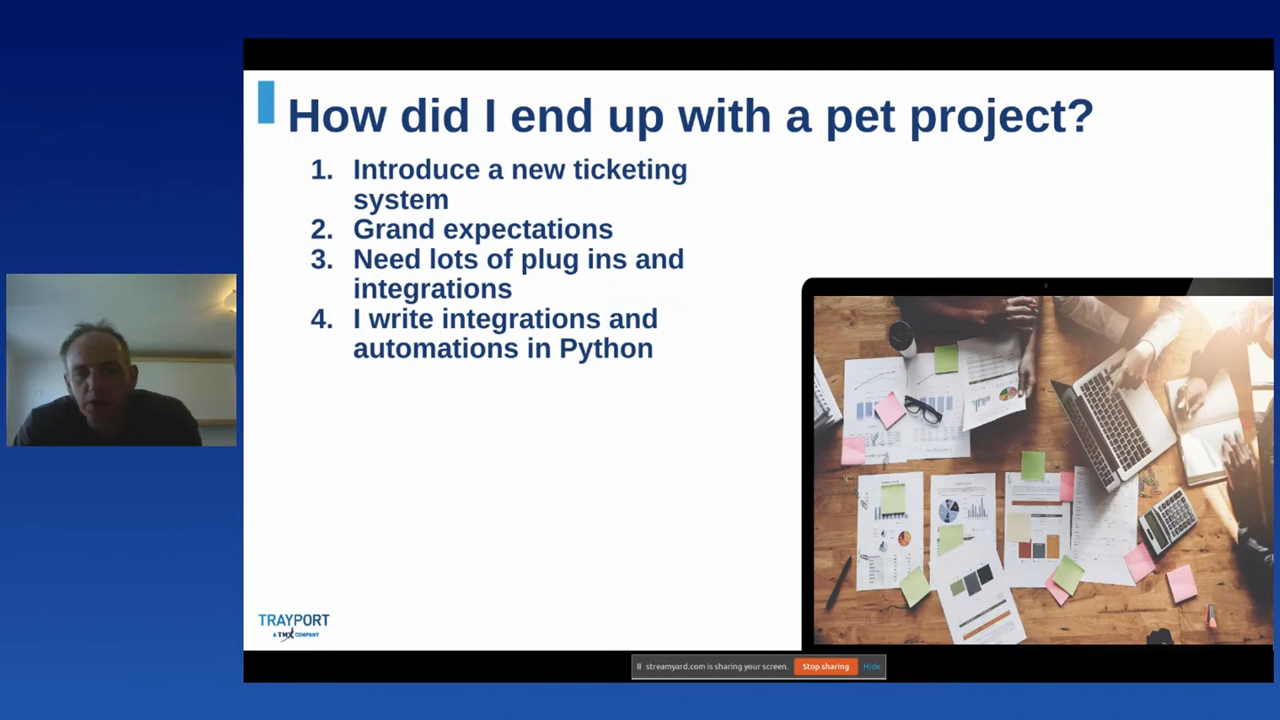 How did I end up with a pet project?
1. Introduce a new ticketing
system
2. Grand expectations
3. Need lots of plug ins and
integrations
4. I write integrations and
automations in Python
TRAYPORT
A TMX COMPANY
streamyard.com is sharing your screen. Stop sharing Hide